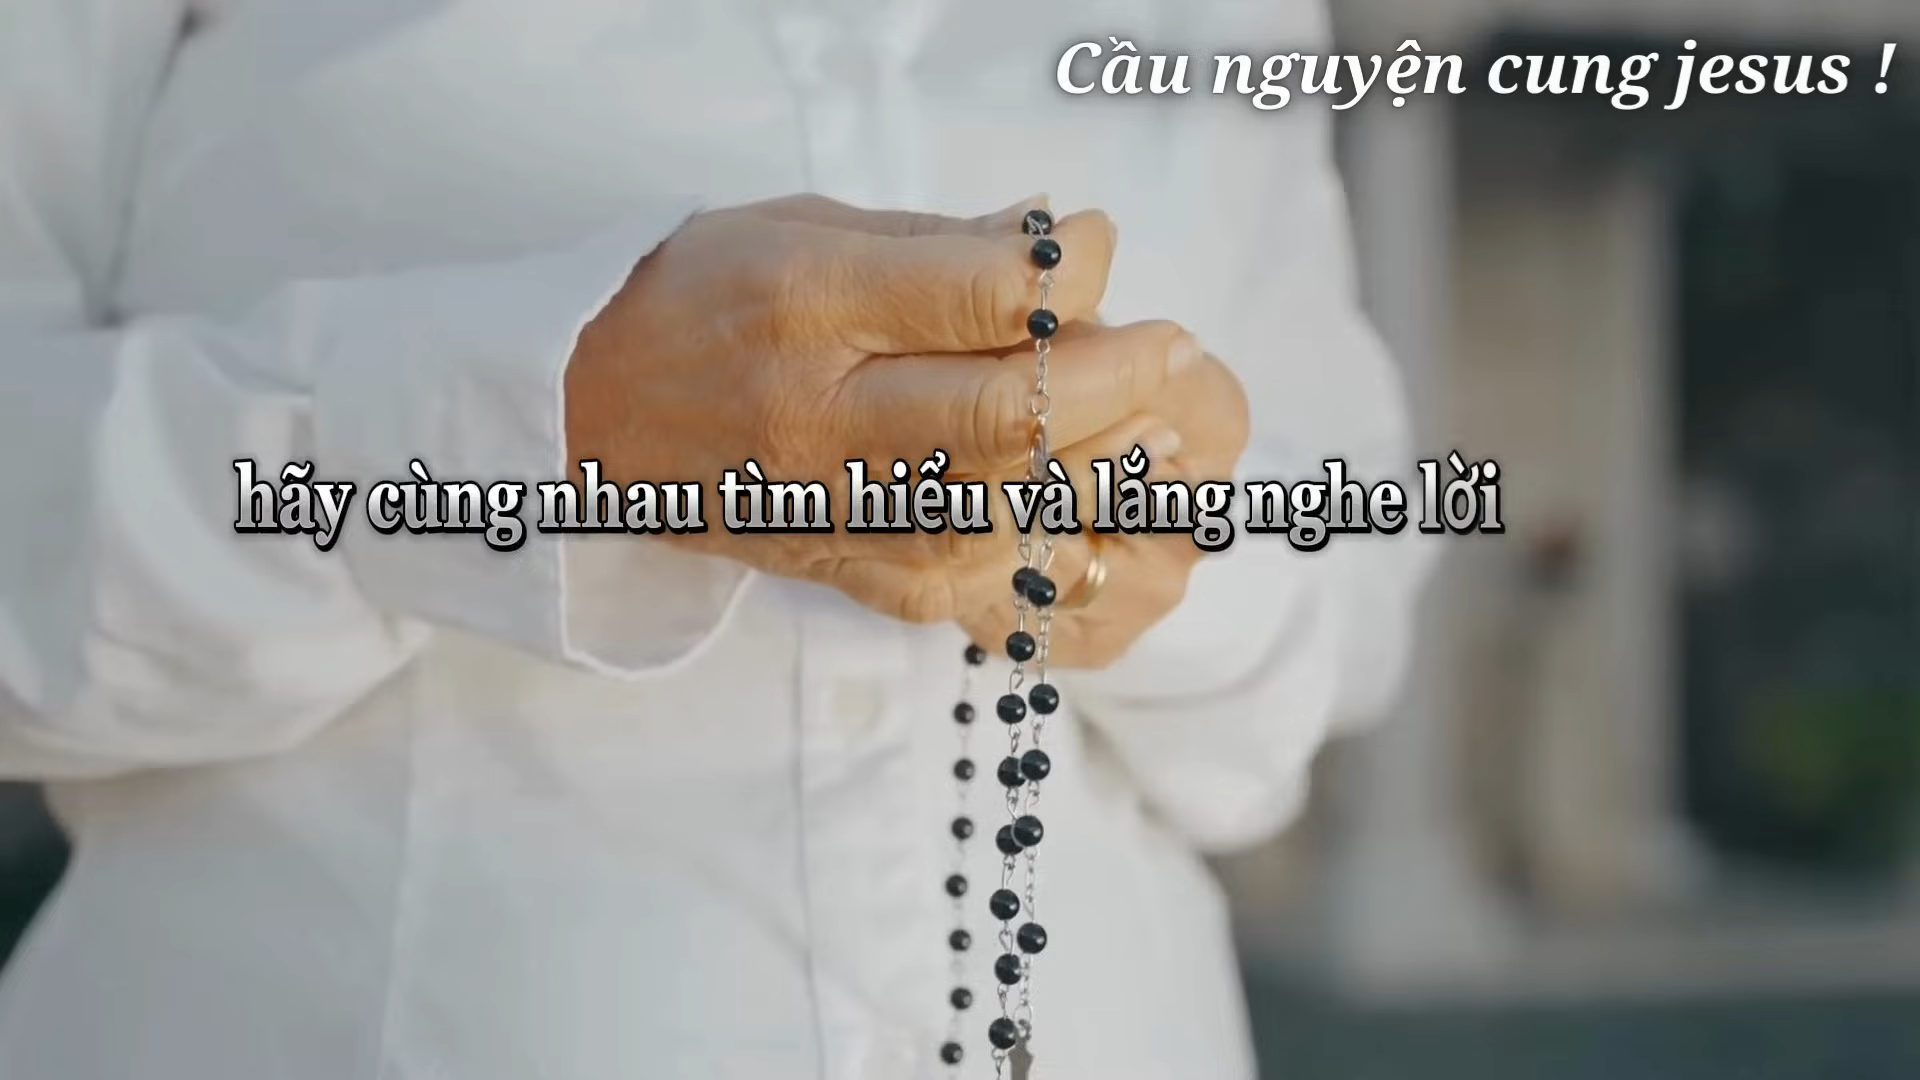 Cầu nguyện cung jesus !
hãy cùng nhau tìm hiểu và lắng nghe lời